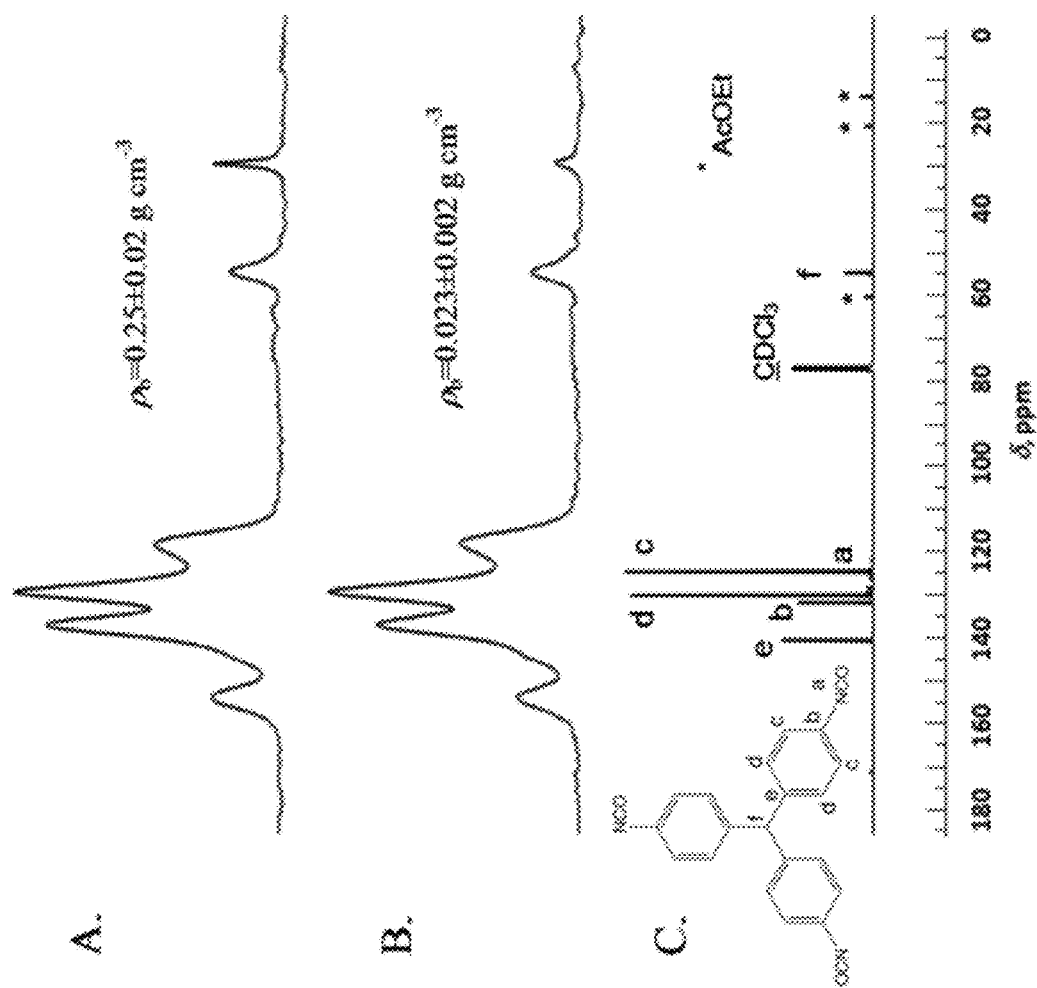 A.
ρb=0.25±0.02 g cm-3
B.
ρb=0.023±0.002 g cm-3
C.
NCO
OCN
NCO
a
b
c
c
d
d
e
f
e
b
d
c
a
CDCl3
*
f
*
*
* AcOEt
180 160 140 120 100 80 60 40 20 0
δ, ppm